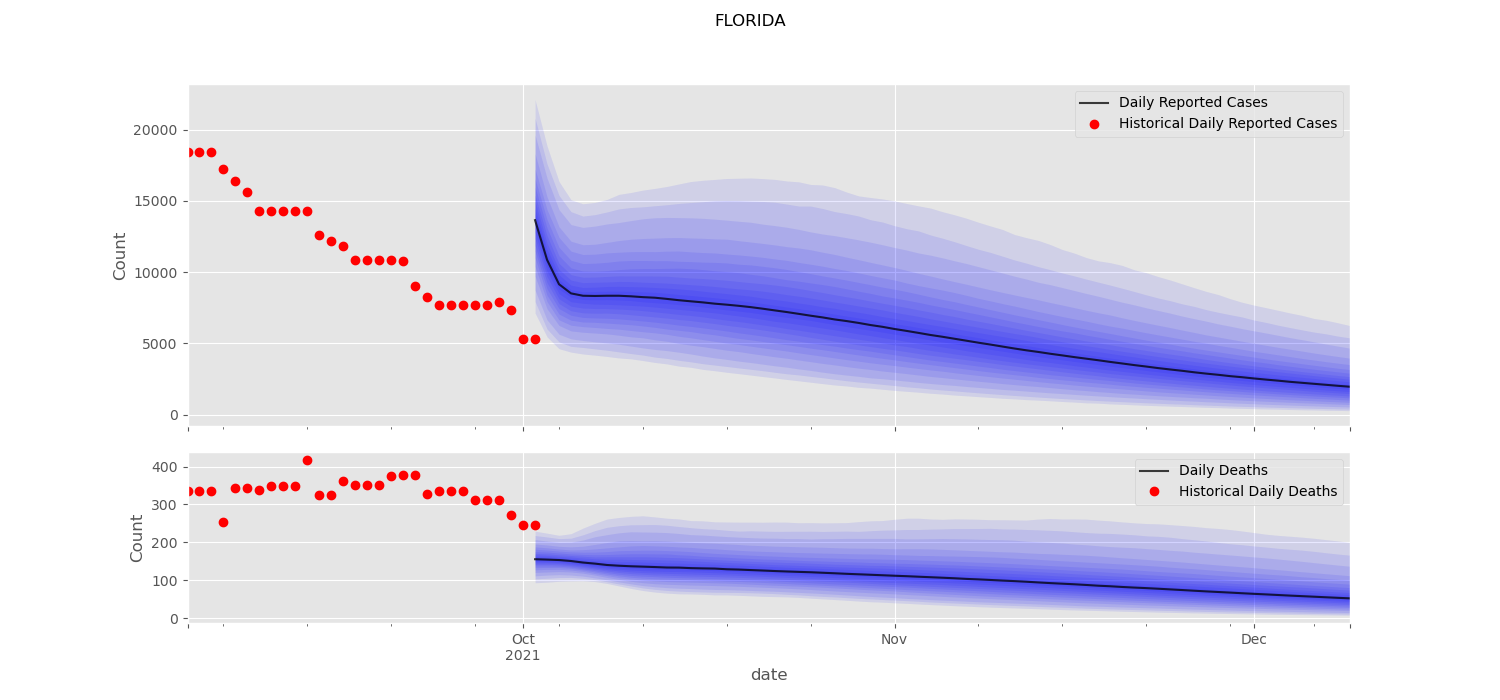 FLORIDA
Count
20000
15000
10000
5000
0
Daily Reported Cases
Historical Daily Reported Cases
Count
400
300
200
100
0
Daily Deaths
Historical Daily Deaths
Oct
2021
Nov
Dec
date